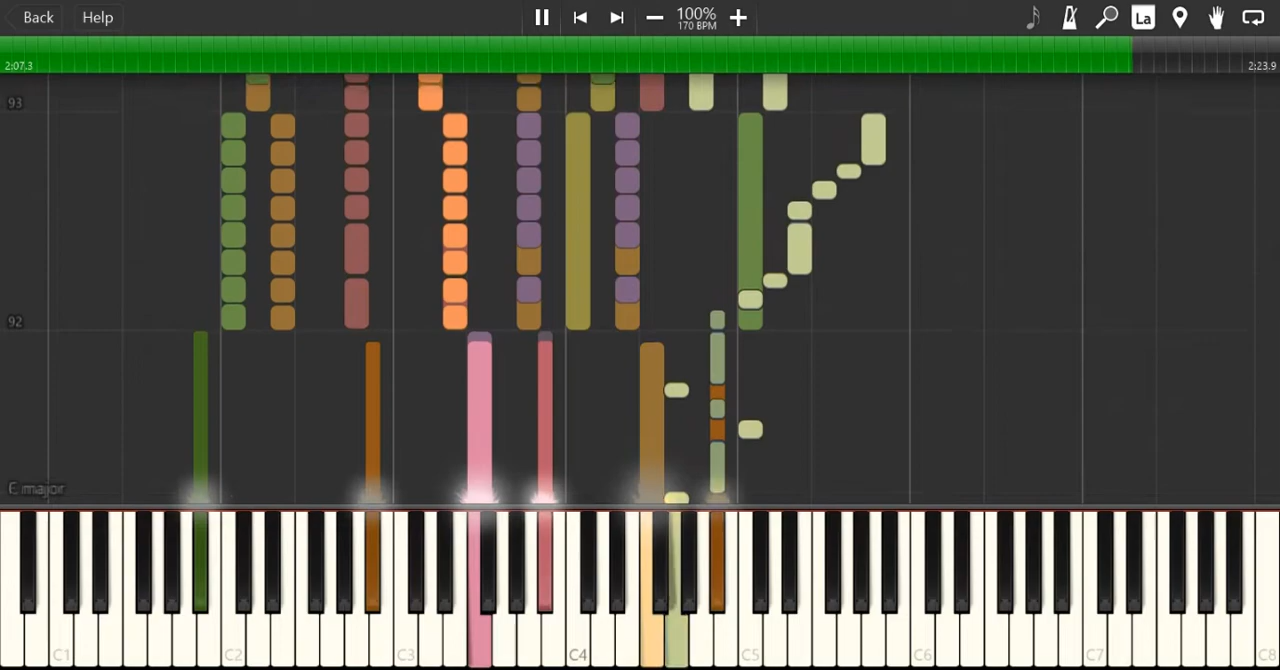 Back
Help
100%
170 BPM
La
2:07.3
2:23.9
93
92
E major
C1
C2
C3
C4
C5
C6
C7
C8